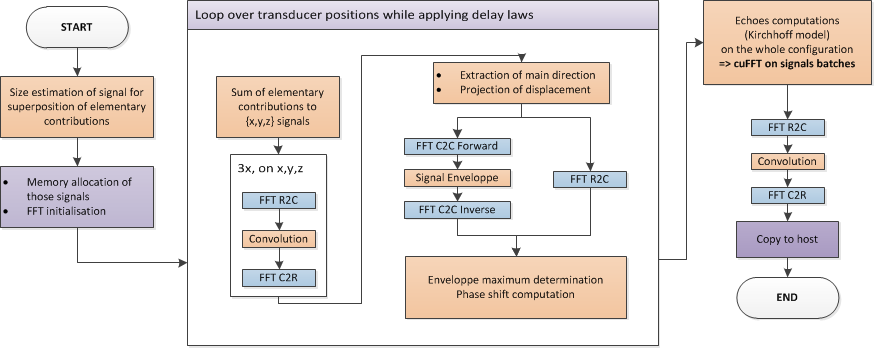 START
Size estimation of signal for
superposition of elementary
contributions
• Memory allocation of
those signals
• FFT initialisation
Loop over transducer positions while applying delay laws
Sum of elementary
contributions to
{x,y,z} signals
3x, on x,y,z
FFT R2C
Convolution
FFT C2R
• Extraction of main direction
• Projection of displacement
FFT C2C Forward
Signal Enveloppe
FFT C2C Inverse
FFT R2C
Enveloppe maximum determination
Phase shift computation
Echoes computations
(Kirchhoff model)
on the whole configuration
=> cuFFT on signals batches
FFT R2C
Convolution
FFT C2R
Copy to host
END